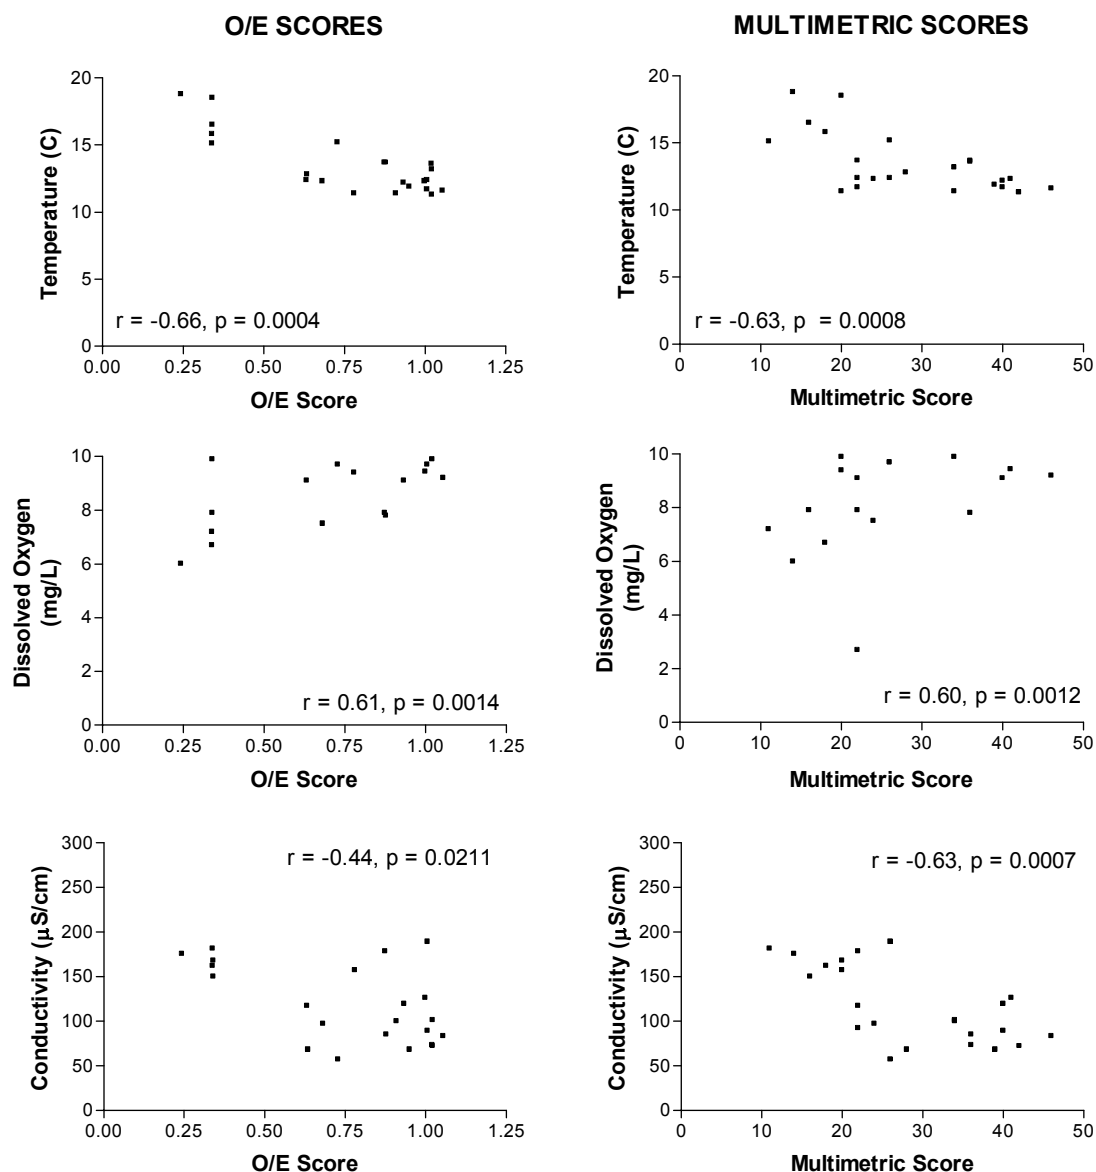 O/E SCORES
MULTIMETRIC SCORES
20
15
10
5
0
Temperature (C)
r = -0.66, p = 0.0004
0.00 0.25 0.50 0.75 1.00 1.25
O/E Score
20
15
10
5
0
Temperature (C)
r = -0.63, p = 0.0008
0 10 20 30 40 50
Multimetric Score
10
8
6
4
2
0
Dissolved Oxygen
(mg/L)
r = 0.61, p = 0.0014
0.00 0.25 0.50 0.75 1.00 1.25
O/E Score
10
8
6
4
2
0
Dissolved Oxygen
(mg/L)
r = 0.60, p = 0.0012
0 10 20 30 40 50
Multimetric Score
300
250
200
150
100
50
0
Conductivity (μS/cm)
r = -0.44, p = 0.0211
0.00 0.25 0.50 0.75 1.00 1.25
O/E Score
300
250
200
150
100
50
0
Conductivity (μS/cm)
r = -0.63, p = 0.0007
0 10 20 30 40 50
Multimetric Score